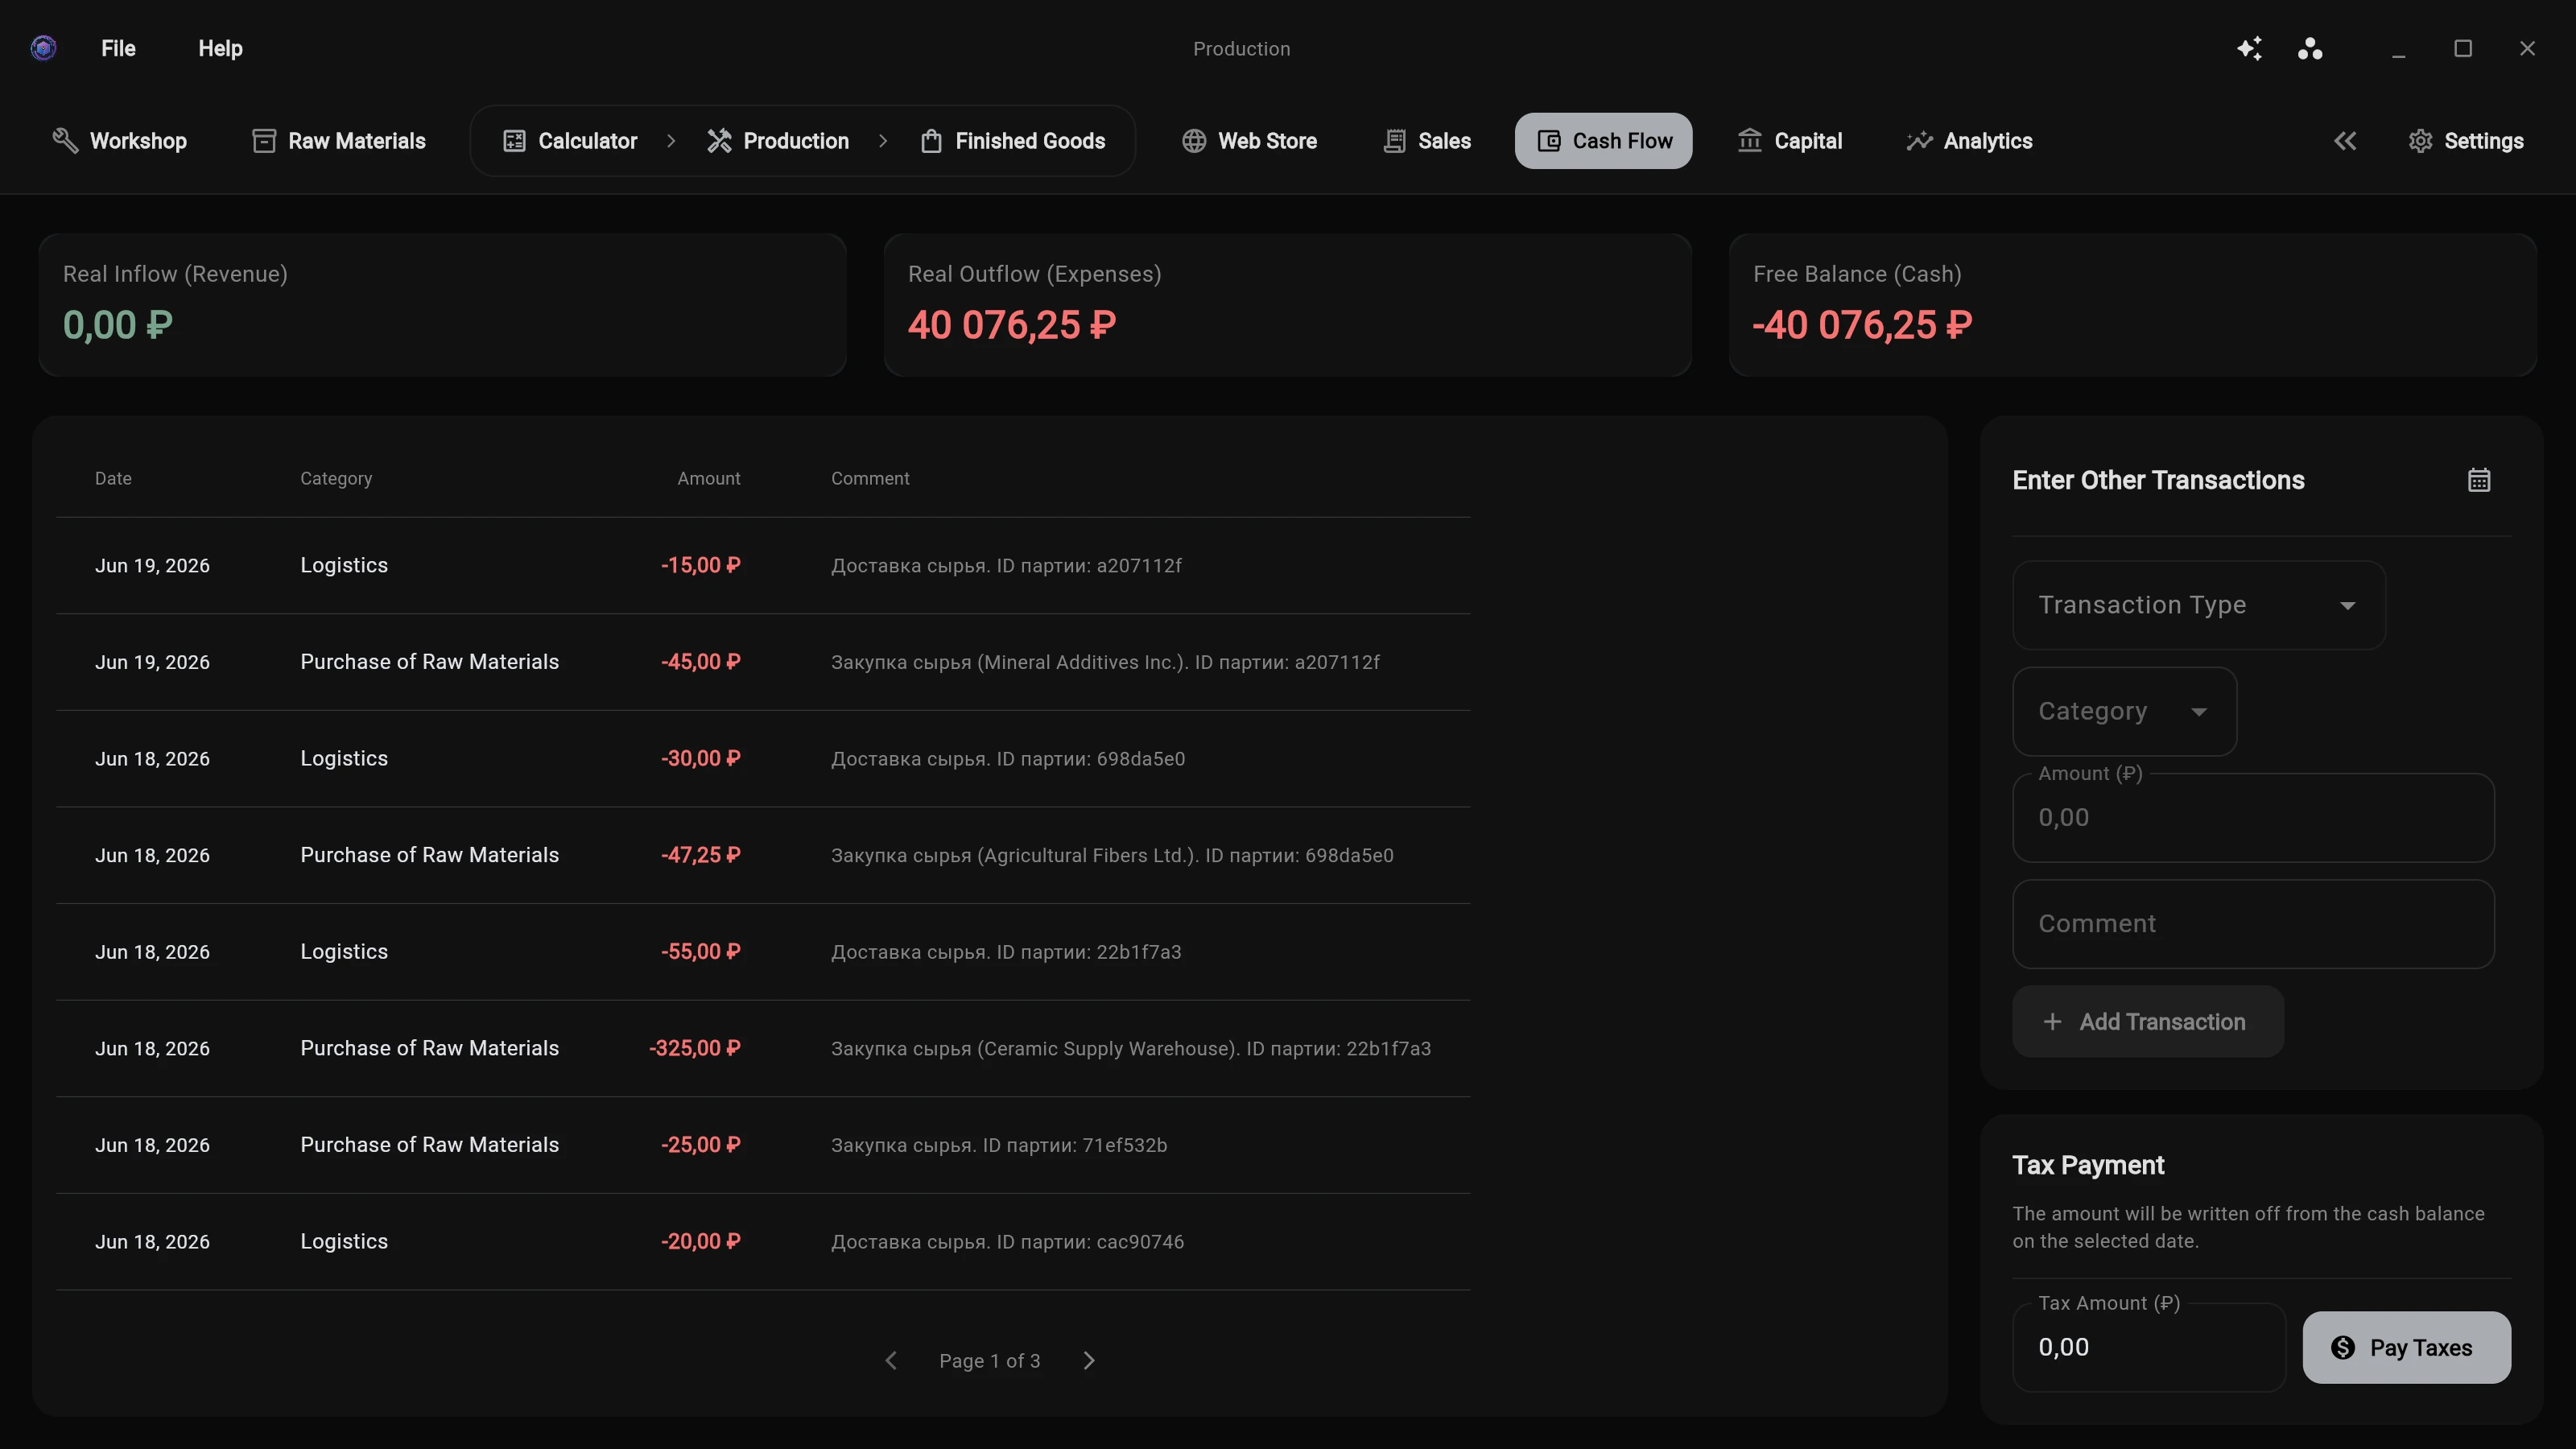 File Help Production
Workshop Raw Materials Calculator Production Finished Goods Web Store Sales Cash Flow Capital Analytics Settings
Real Inflow (Revenue)
0,00 ₽
Real Outflow (Expenses)
40 076,25 ₽
Free Balance (Cash)
-40 076,25 ₽
Date Category Amount Comment
Jun 19, 2026 Logistics -15,00 ₽ Доставка сырья. ID партии: a207112f
Jun 19, 2026 Purchase of Raw Materials -45,00 ₽ Закупка сырья (Mineral Additives Inc.). ID партии: a207112f
Jun 18, 2026 Logistics -30,00 ₽ Доставка сырья. ID партии: 698da5e0
Jun 18, 2026 Purchase of Raw Materials -47,25 ₽ Закупка сырья (Agricultural Fibers Ltd.). ID партии: 698da5e0
Jun 18, 2026 Logistics -55,00 ₽ Доставка сырья. ID партии: 22b1f7a3
Jun 18, 2026 Purchase of Raw Materials -325,00 ₽ Закупка сырья (Ceramic Supply Warehouse). ID партии: 22b1f7a3
Jun 18, 2026 Purchase of Raw Materials -25,00 ₽ Закупка сырья. ID партии: 71ef532b
Jun 18, 2026 Logistics -20,00 ₽ Доставка сырья. ID партии: cac90746
Page 1 of 3
Enter Other Transactions
Transaction Type
Category
Amount (₽)
0,00
Comment
Add Transaction
Tax Payment
The amount will be written off from the cash balance
on the selected date.
Tax Amount (₽)
0,00
Pay Taxes